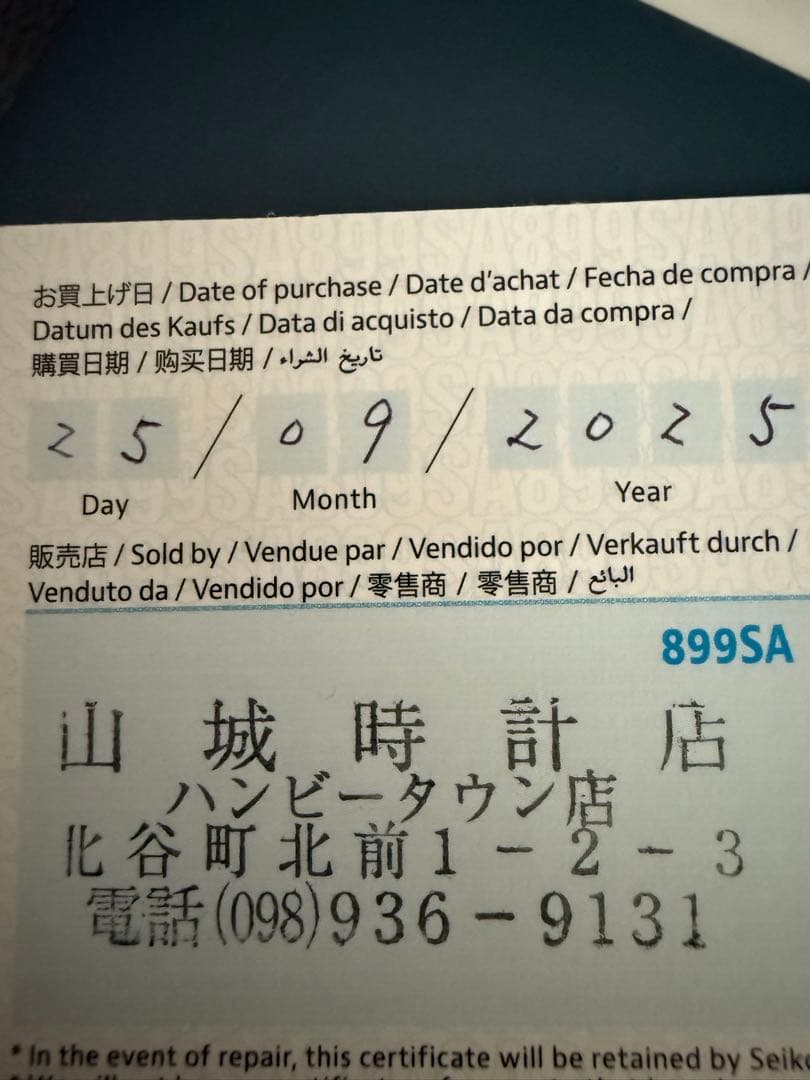 お買上げ日 / Date of purchase / Date d'achat / Fecha de compra /
Datum des Kaufs / Data di acquisto / Data da compra /
購買日期 / 购买日期 / تاريخ الشراء
25 / 09 / 2025
Day Month Year
販売店 / Sold by / Vendue par / Vendido por / Verkauft durch /
Venduto da / Vendido por / 零售商 / 零售商 / البائع
899SA
山城時計店
ハンビータウン店
北谷町北前1-2-3
電話(098)936-9131
* In the event of repair, this certificate will be retained by Seiko